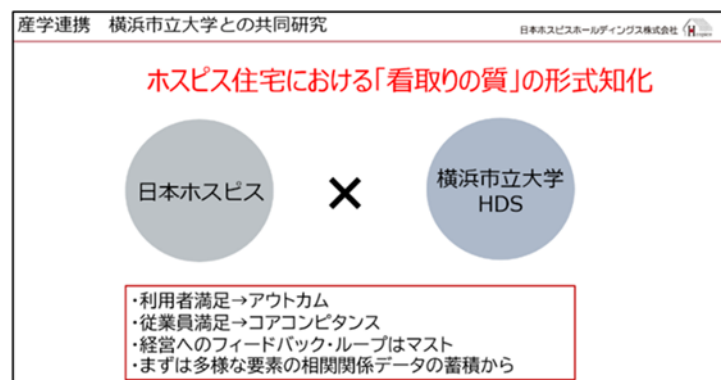 産学連携　横浜市立大学との共同研究
日本ホスピスホールディングス株式会社
ホスピス住宅における「看取りの質」の形式知化
日本ホスピス
×
横浜市立大学
HDS
・利用者満足→アウトカム
・従業員満足→コアコンピタンス
・経営へのフィードバック・ループはマスト
・まずは多様な要素の相関関係データの蓄積から